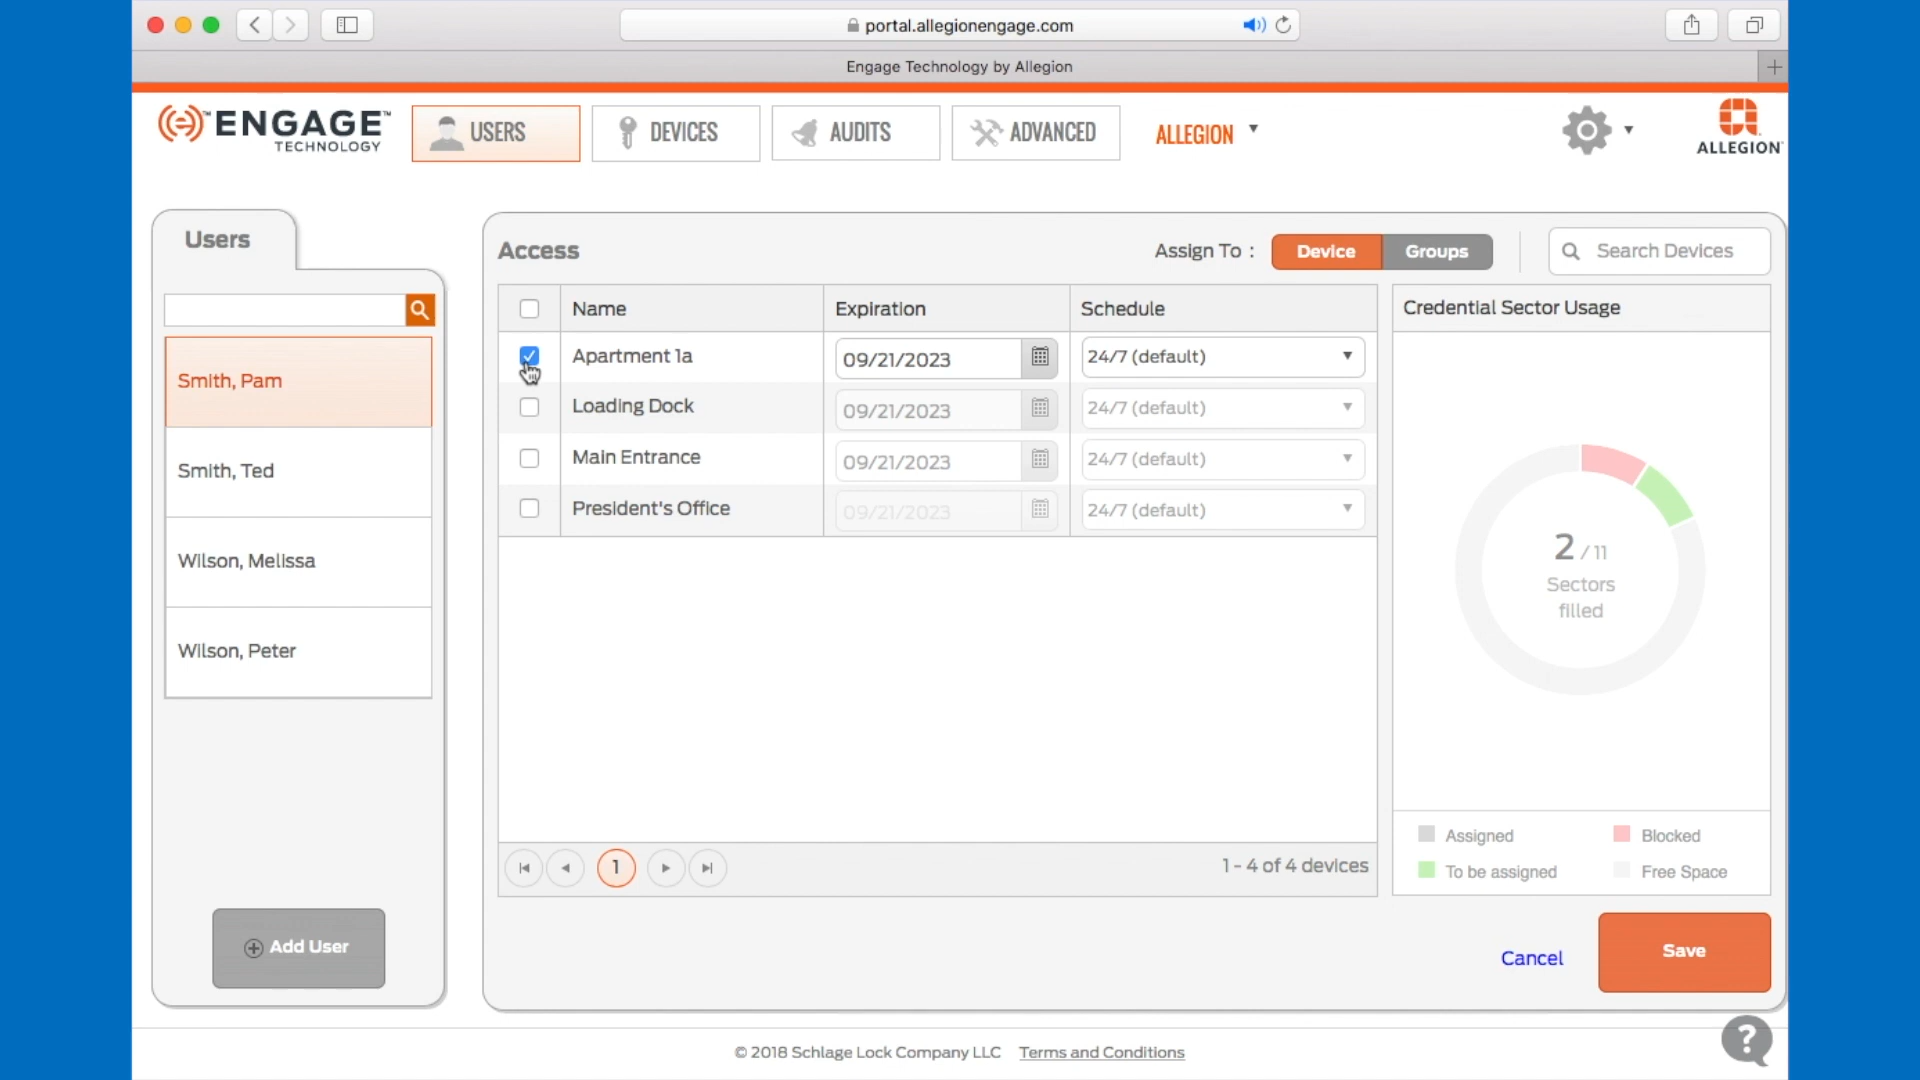 portal.allegionengage.com
Engage Technology by Allegion
ENGAGE™
TECHNOLOGY
USERS
DEVICES
AUDITS
ADVANCED
ALLEGION
ALLEGION
Users
Smith, Pam
Smith, Ted
Wilson, Melissa
Wilson, Peter
Add User
Access
Assign To :
Device
Groups
Search Devices
Name
Expiration
Schedule
Apartment 1a
09/21/2023
24/7 (default)
Loading Dock
09/21/2023
24/7 (default)
Main Entrance
09/21/2023
24/7 (default)
President's Office
09/21/2023
24/7 (default)
1
1 - 4 of 4 devices
Credential Sector Usage
2 / 11
Sectors
filled
Assigned
Blocked
To be assigned
Free Space
Cancel
Save
© 2018 Schlage Lock Company LLC
Terms and Conditions
?